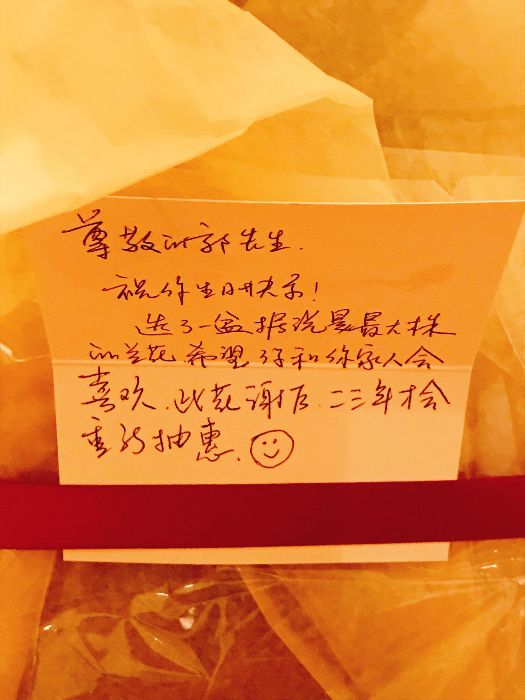 尊敬的郭先生.
祝你生日快乐!
送了一盆据说是最大株
的兰花希望你和你家人会
喜欢.此花谢后.二三年才会
重新抽惠.